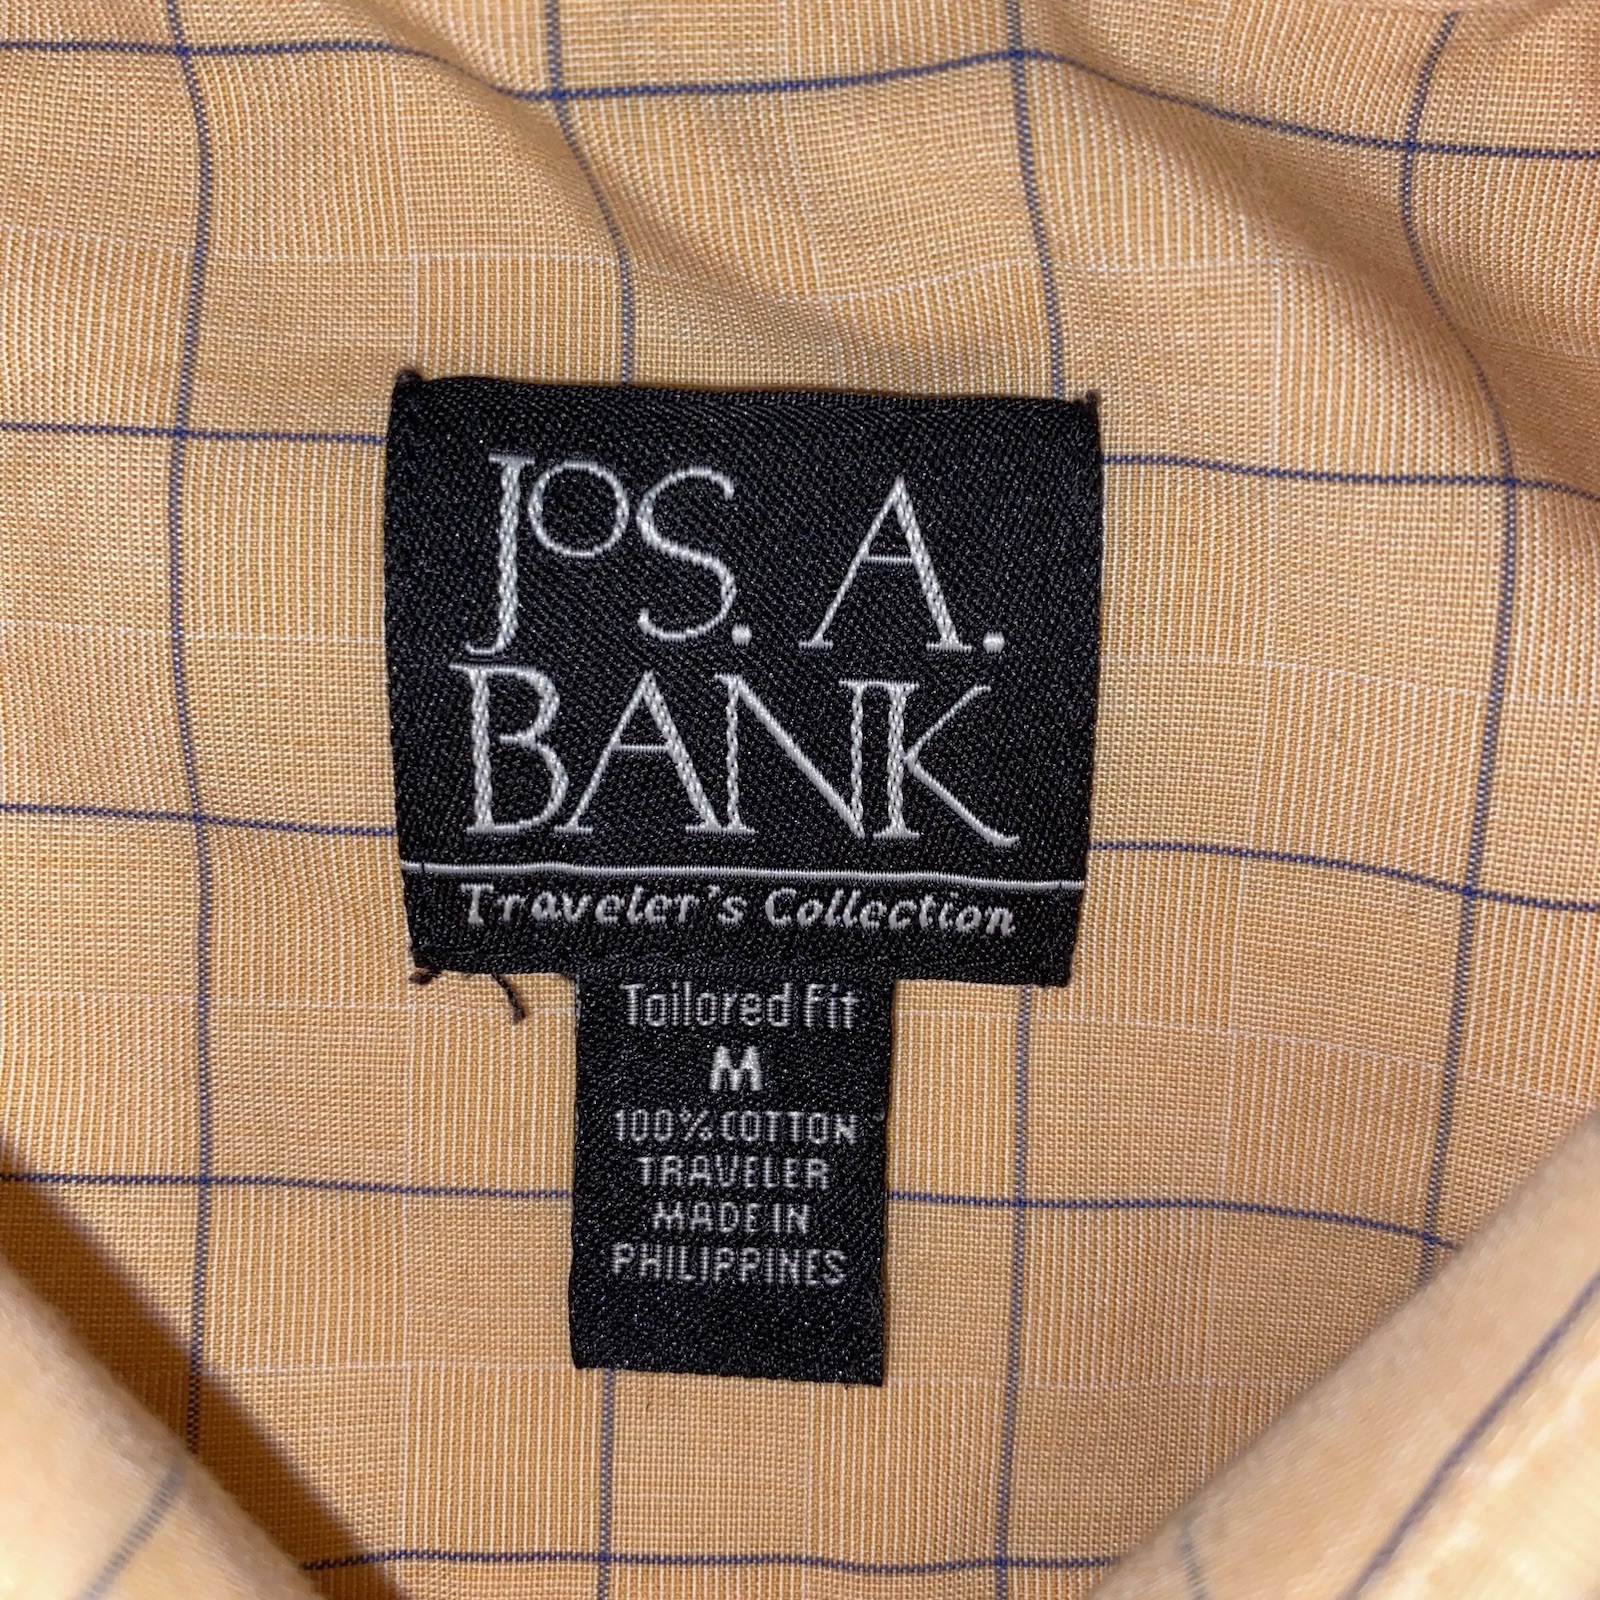 JOS. A.
BANK
Traveler's Collection
Tailored Fit
M
100% COTTON
TRAVELER
MADE IN
PHILIPPINES